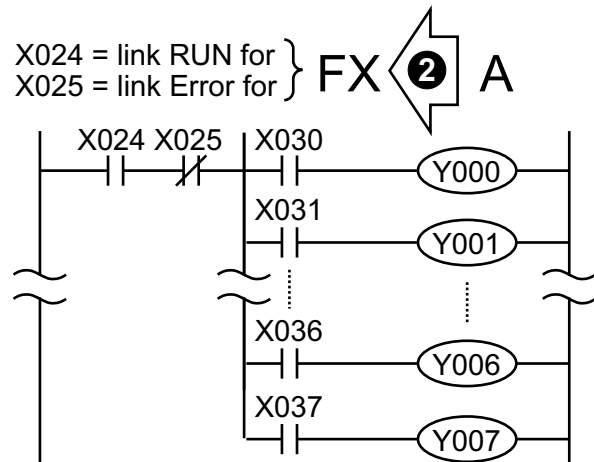 X024 = link RUN for
X025 = link Error for
FX 2 A
X024 X025 X030
Y000
X031
Y001
X036
Y006
X037
Y007